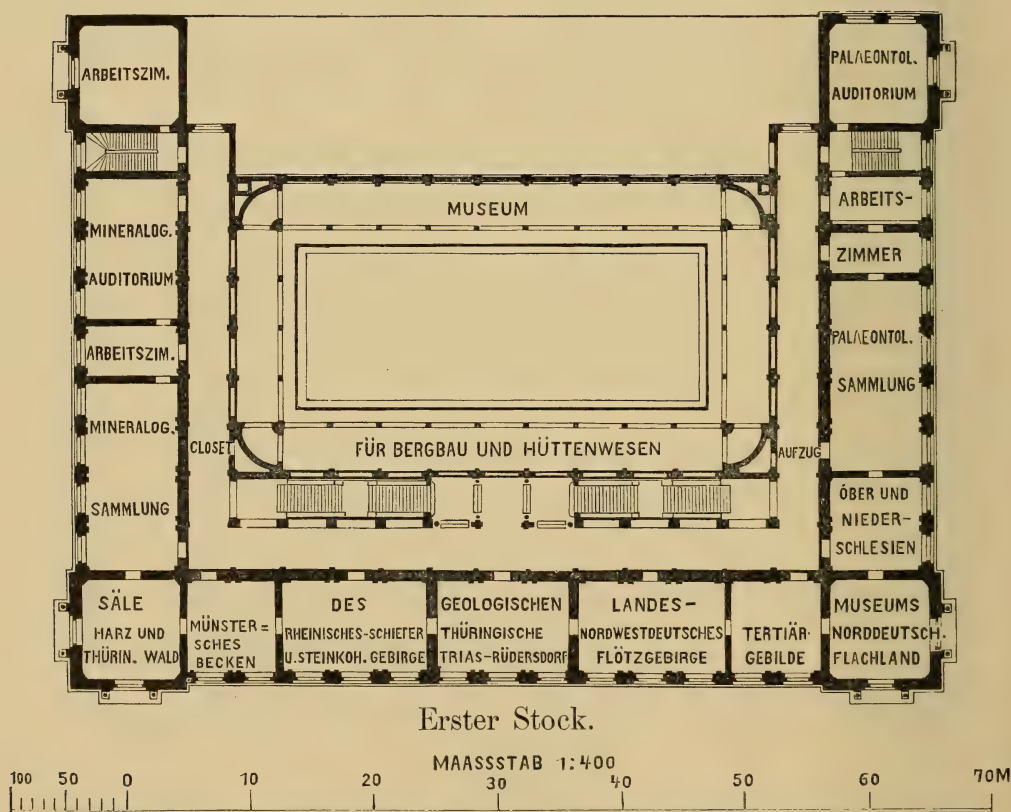 ARBEITSZIM.
PALAEONTOL.
AUDITORIUM
MUSEUM
MINERALOG.
AUDITORIUM
ARBEITS-
ZIMMER
ARBEITSZIM.
PALAEONTOL.
SAMMLUNG
MINERALOG.
SAMMLUNG
CLOSET
FÜR BERGBAU UND HÜTTENWESEN
AUFZUG
OBER UND
NIEDER-
SCHLESIEN
SÄLE
HARZ UND
THÜRIN. WALD
MÜNSTER=
SCHES
BECKEN
DES
RHEINISCHES-SCHIEFER
U. STEINKOH. GEBIRGE
GEOLOGISCHEN
THÜRINGISCHE
TRIAS-RÜDERSDORF
LANDES-
NORDWESTDEUTSCHES
FLÖTZGEBIRGE
TERTIÄR-
GEBILDE
MUSEUMS
NORDDEUTSCH.
FLACHLAND
Erster Stock.
MAASSSTAB 1:400
100 50 0 10 20 30 40 50 60 70M